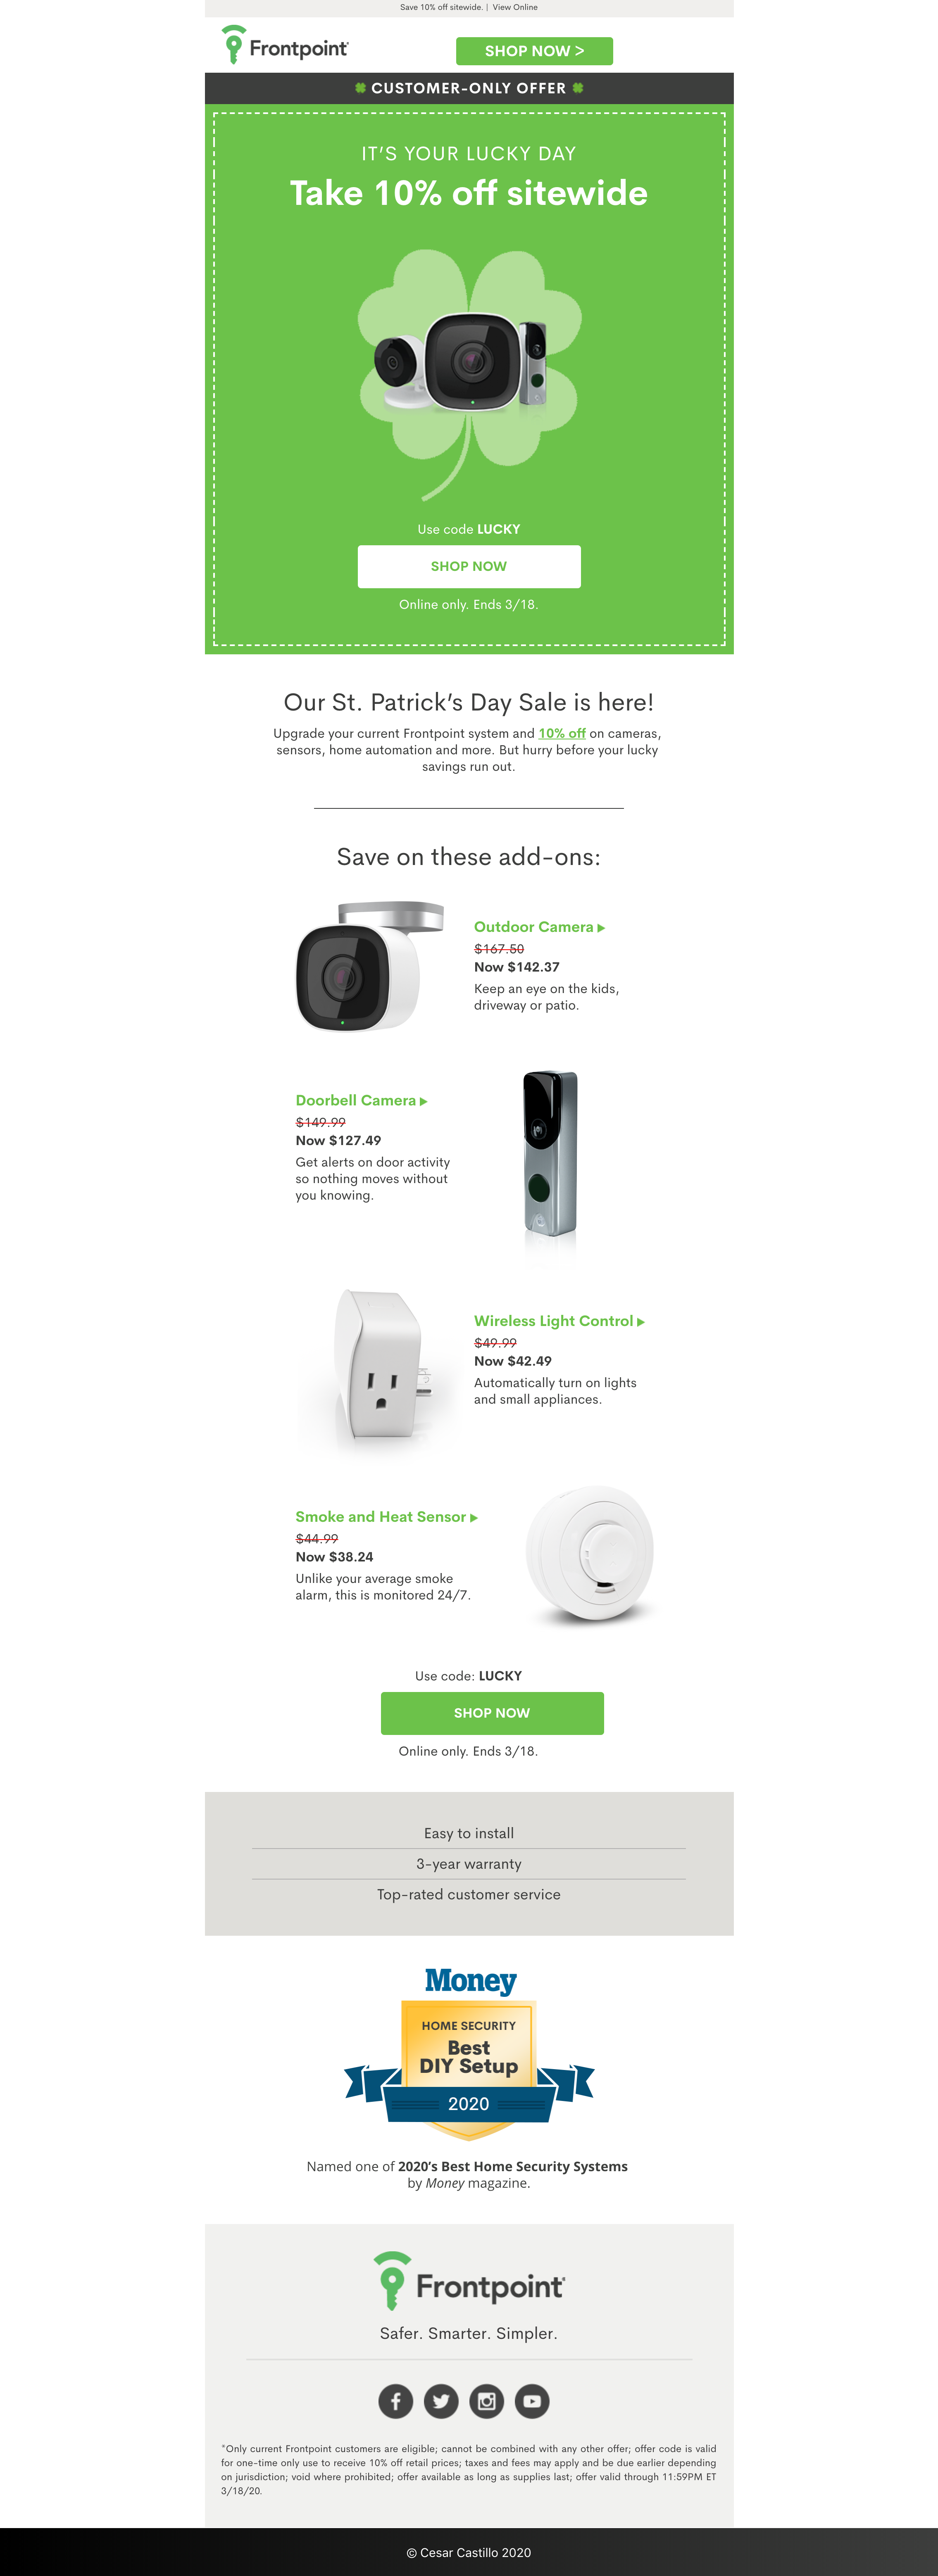 Save 10% off sitewide. | View Online
Frontpoint
SHOP NOW >
CUSTOMER-ONLY OFFER
IT'S YOUR LUCKY DAY
Take 10% off sitewide
Use code LUCKY
SHOP NOW
Online only. Ends 3/18.
Our St. Patrick's Day Sale is here!
Upgrade your current Frontpoint system and 10% off on cameras,
sensors, home automation and more. But hurry before your lucky
savings run out.
Save on these add-ons:
Outdoor Camera ▸
$167.50
Now $142.37
Keep an eye on the kids,
driveway or patio.
Doorbell Camera ▸
$149.99
Now $127.49
Get alerts on door activity
so nothing moves without
you knowing.
Wireless Light Control ▸
$49.99
Now $42.49
Automatically turn on lights
and small appliances.
Smoke and Heat Sensor ▸
$44.99
Now $38.24
Unlike your average smoke
alarm, this is monitored 24/7.
Use code: LUCKY
SHOP NOW
Online only. Ends 3/18.
Easy to install
3-year warranty
Top-rated customer service
Money
HOME SECURITY
Best
DIY Setup
2020
Named one of 2020's Best Home Security Systems
by Money magazine.
Frontpoint
Safer. Smarter. Simpler.
*Only current Frontpoint customers are eligible; cannot be combined with any other offer; offer code is valid
for one-time only use to receive 10% off retail prices; taxes and fees may apply and be due earlier depending
on jurisdiction; void where prohibited; offer available as long as supplies last; offer valid through 11:59PM ET
3/18/20.
© Cesar Castillo 2020